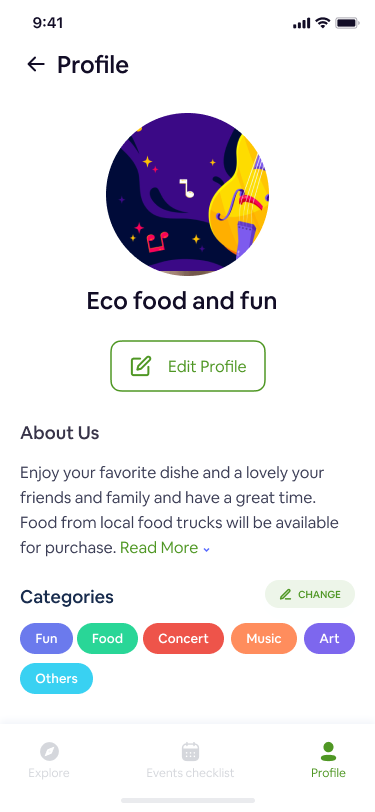 9:41
Profile
Eco food and fun
Edit Profile
About Us
Enjoy your favorite dishe and a lovely your
friends and family and have a great time.
Food from local food trucks will be available
for purchase. Read More
Categories
CHANGE
Fun
Food
Concert
Music
Art
Others
Explore
Events checklist
Profile